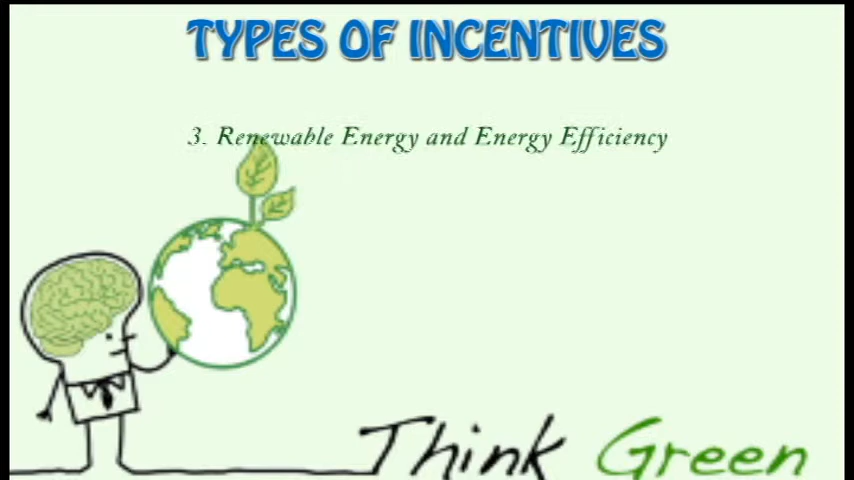 TYPES OF INCENTIVES
3. Renewable Energy and Energy Efficiency
Think Green